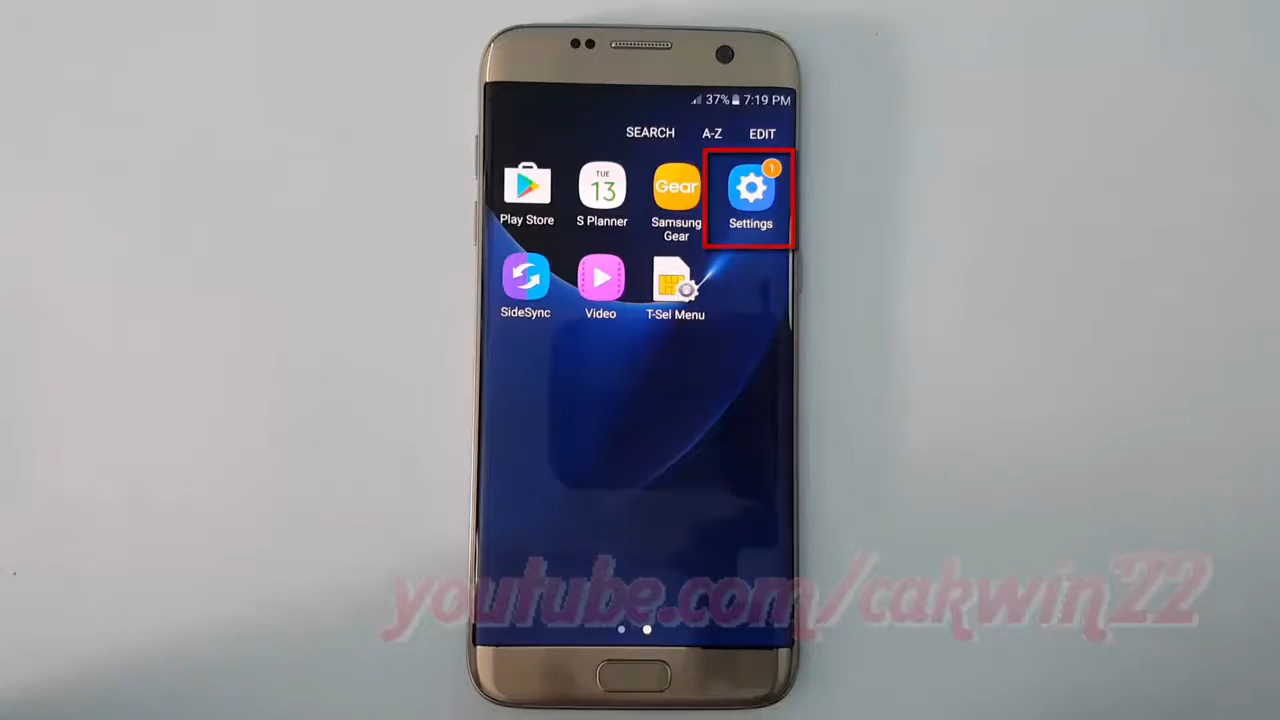 37% 7:19 PM
SEARCH A-Z EDIT
TUE
13
Gear
1
Play Store S Planner Samsung Gear Settings
SideSync Video T-Sel Menu
youtube.com/cakwin22